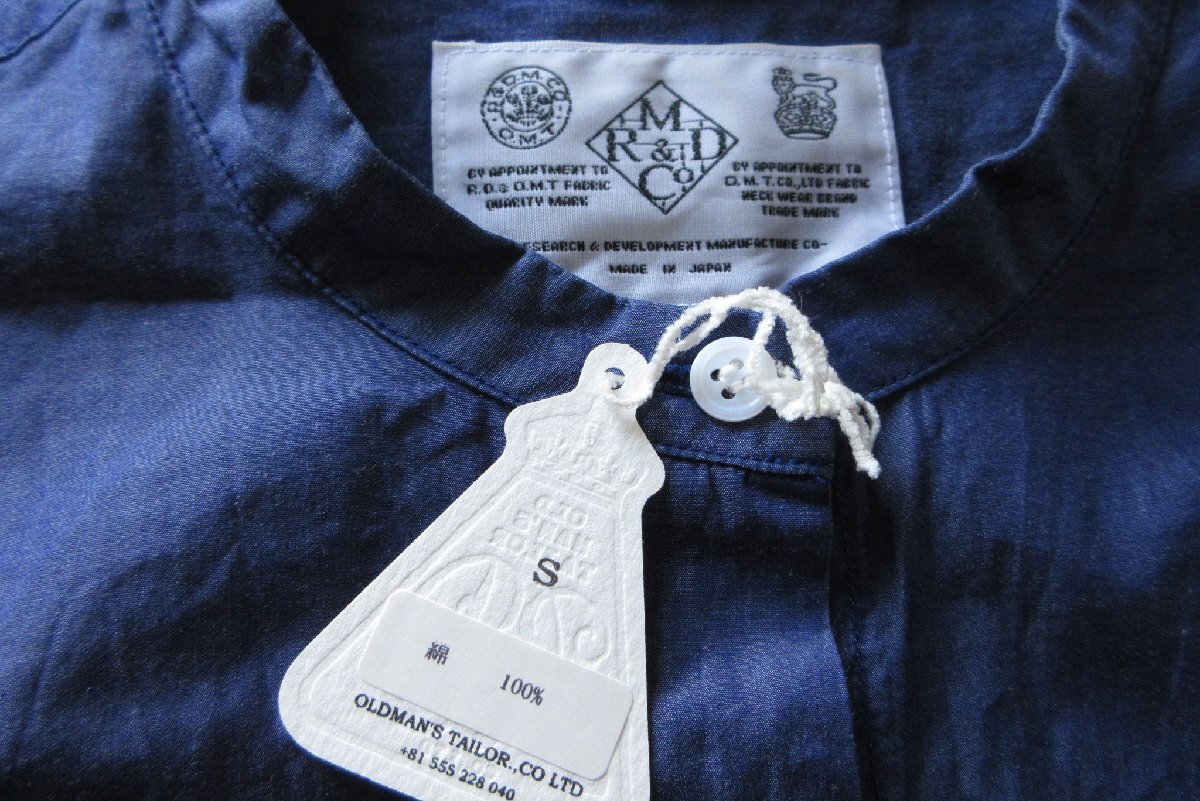 R&D.M.CO
O.M.T
M
R & D
Co.
BY APPOINTMENT TO
R.D.& O.M.T FABRIC
QUARITY MARK
BY APPOINTMENT TO
O.M.T.CO.,LTD FABRIC
NECK WEAR BRAND
TRADE MARK
RESEARCH & DEVELOPMENT MANUFACTURE CO-
MADE IN JAPAN
S
綿 100%
OLDMAN'S TAILOR.,CO LTD
+81 555 228 040